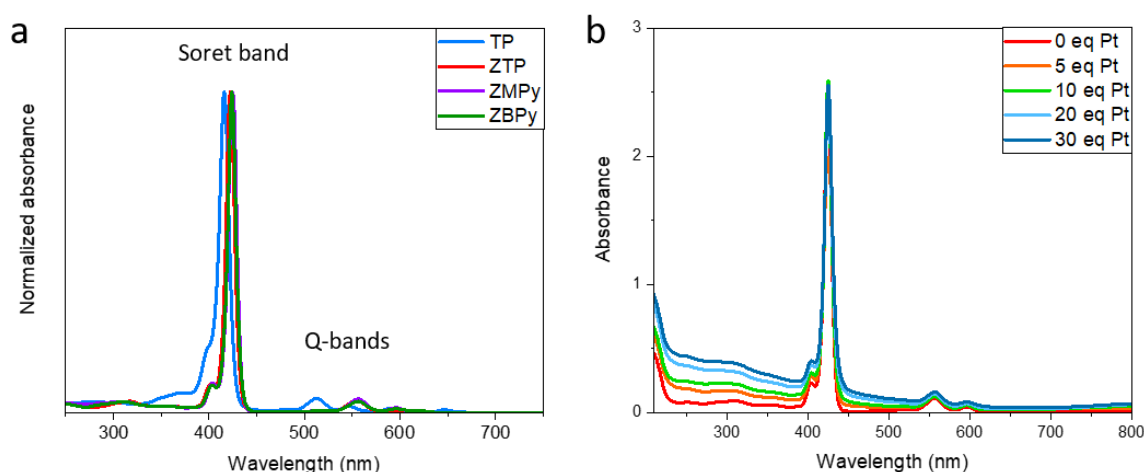 a
Soret band
TP
ZTP
ZMPy
ZBPy
Q-bands
Normalized absorbance
300
400
500
600
700
Wavelength (nm)
b
3
2
1
0
0 eq Pt
5 eq Pt
10 eq Pt
20 eq Pt
30 eq Pt
Absorbance
300
400
500
600
700
800
Wavelength (nm)